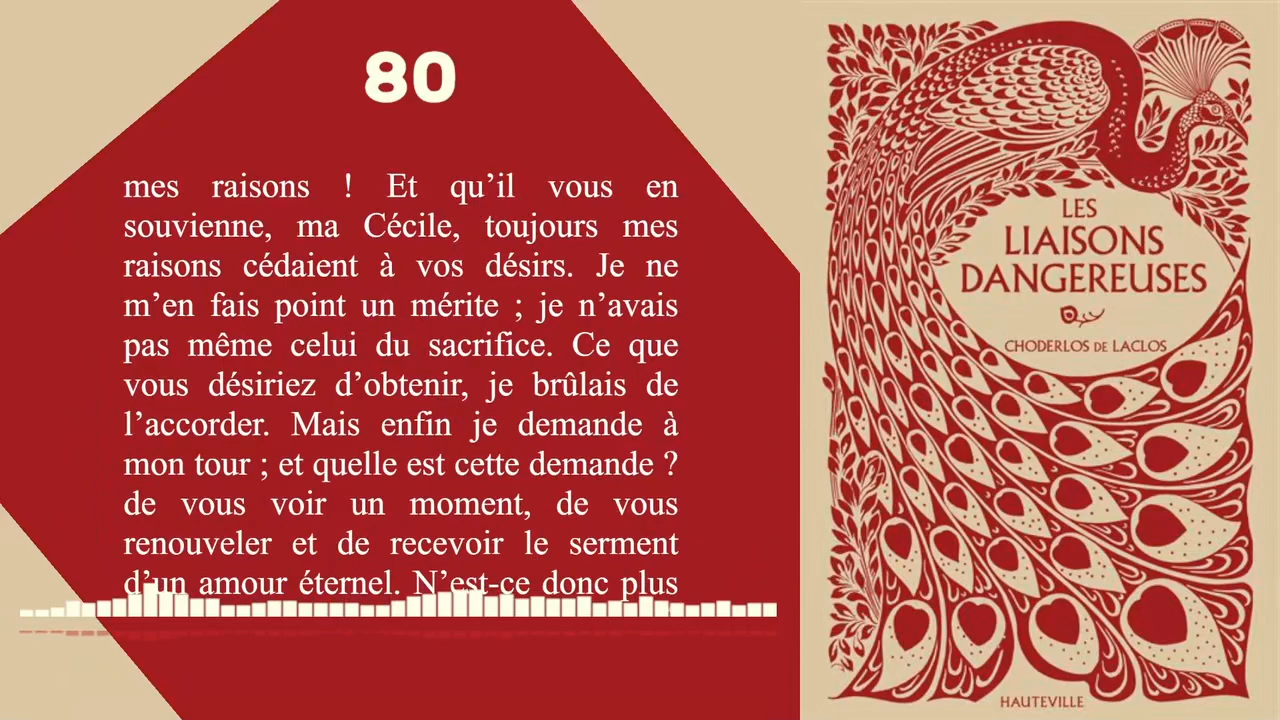 80
mes raisons ! Et qu’il vous en
souvienne, ma Cécile, toujours mes
raisons cédaient à vos désirs. Je ne
m’en fais point un mérite ; je n’avais
pas même celui du sacrifice. Ce que
vous désiriez d’obtenir, je brûlais de
l’accorder. Mais enfin je demande à
mon tour ; et quelle est cette demande ?
de vous voir un moment, de vous
renouveler et de recevoir le serment
d’un amour éternel. N’est-ce donc plus
LES
LIAISONS
DANGEREUSES
CHODERLOS DE LACLOS
HAUTEVILLE